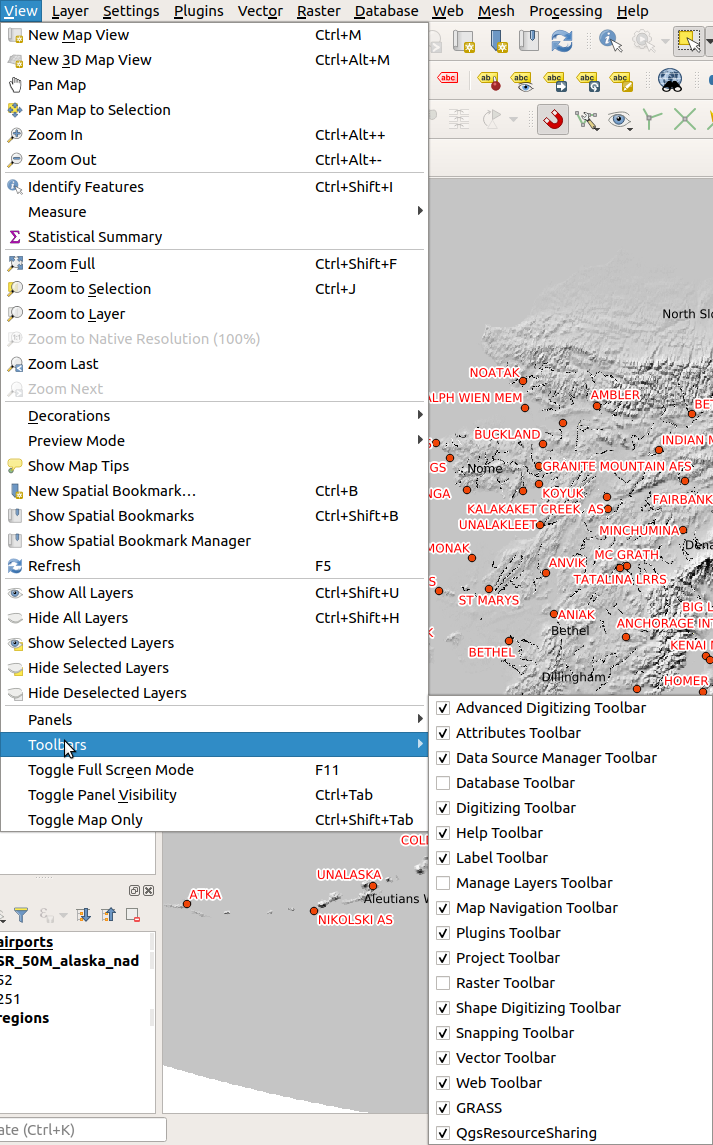 View Layer Settings Plugins Vector Raster Database Web Mesh Processing Help
New Map View Ctrl+M
New 3D Map View Ctrl+Alt+M
Pan Map
Pan Map to Selection
Zoom In Ctrl+Alt++
Zoom Out Ctrl+Alt+-
Identify Features Ctrl+Shift+I
Measure
Statistical Summary
Zoom Full Ctrl+Shift+F
Zoom to Selection Ctrl+J
Zoom to Layer
Zoom to Native Resolution (100%)
Zoom Last
Zoom Next
Decorations
Preview Mode
Show Map Tips
New Spatial Bookmark... Ctrl+B
Show Spatial Bookmarks Ctrl+Shift+B
Show Spatial Bookmark Manager
Refresh F5
Show All Layers Ctrl+Shift+U
Hide All Layers Ctrl+Shift+H
Show Selected Layers
Hide Selected Layers
Hide Deselected Layers
Panels
Toolbars
Toggle Full Screen Mode F11
Toggle Panel Visibility Ctrl+Tab
Toggle Map Only Ctrl+Shift+Tab
Advanced Digitizing Toolbar
Attributes Toolbar
Data Source Manager Toolbar
Database Toolbar
Digitizing Toolbar
Help Toolbar
Label Toolbar
Manage Layers Toolbar
Map Navigation Toolbar
Plugins Toolbar
Project Toolbar
Raster Toolbar
Shape Digitizing Toolbar
Snapping Toolbar
Vector Toolbar
Web Toolbar
GRASS
QgsResourceSharing
abc
North Slo
NOATAK
ALPH WIEN MEM
AMBLER
BET
BUCKLAND
INDIAN M
GS
Nome
GRANITE MOUNTAIN AFS
NGA
KOYUK
FAIRBANK
KALAKAKET CREEK AS
UNALAKLEET
MINCHUMINA
MONAK
Dena
MC GRATH
ANVIK
TATALINA LRRS
S
ST MARYS
BIG L
ANIAK
ANCHORAGE INT
K
Bethel
KENAI M
BETHEL
Dillingham
HOMER
COL
UNALASKA
ATKA
Aleutians W
NIKOLSKI AS
airports
SR_50M_alaska_nad
52
251
regions
ate (Ctrl+K)